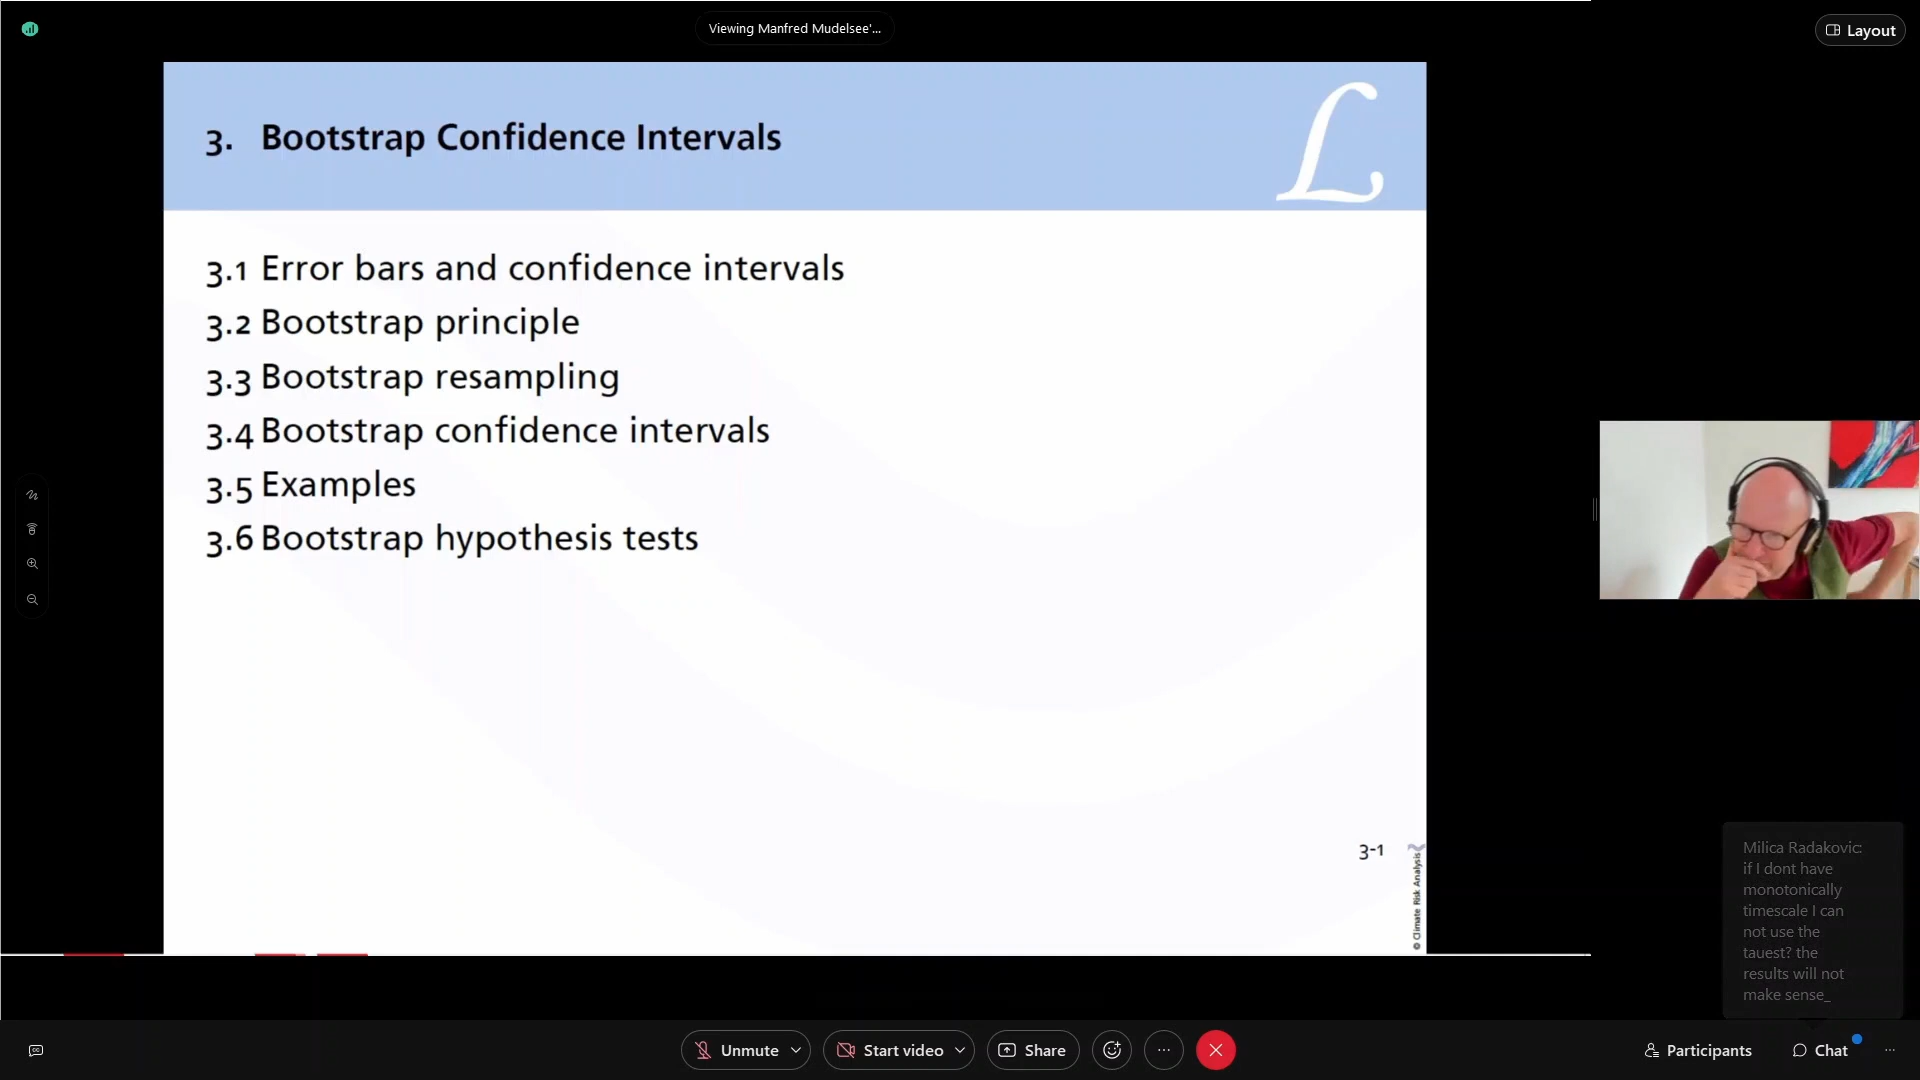 Viewing Manfred Mudelsee'...
Layout
3. Bootstrap Confidence Intervals
L
3.1 Error bars and confidence intervals
3.2 Bootstrap principle
3.3 Bootstrap resampling
3.4 Bootstrap confidence intervals
3.5 Examples
3.6 Bootstrap hypothesis tests
3-1
© Climate Risk Analysis
Milica Radakovic:
if I dont have
monotonically
timescale I can
not use the
tauest? the
results will not
make sense_
Unmute
Start video
Share
Participants
Chat